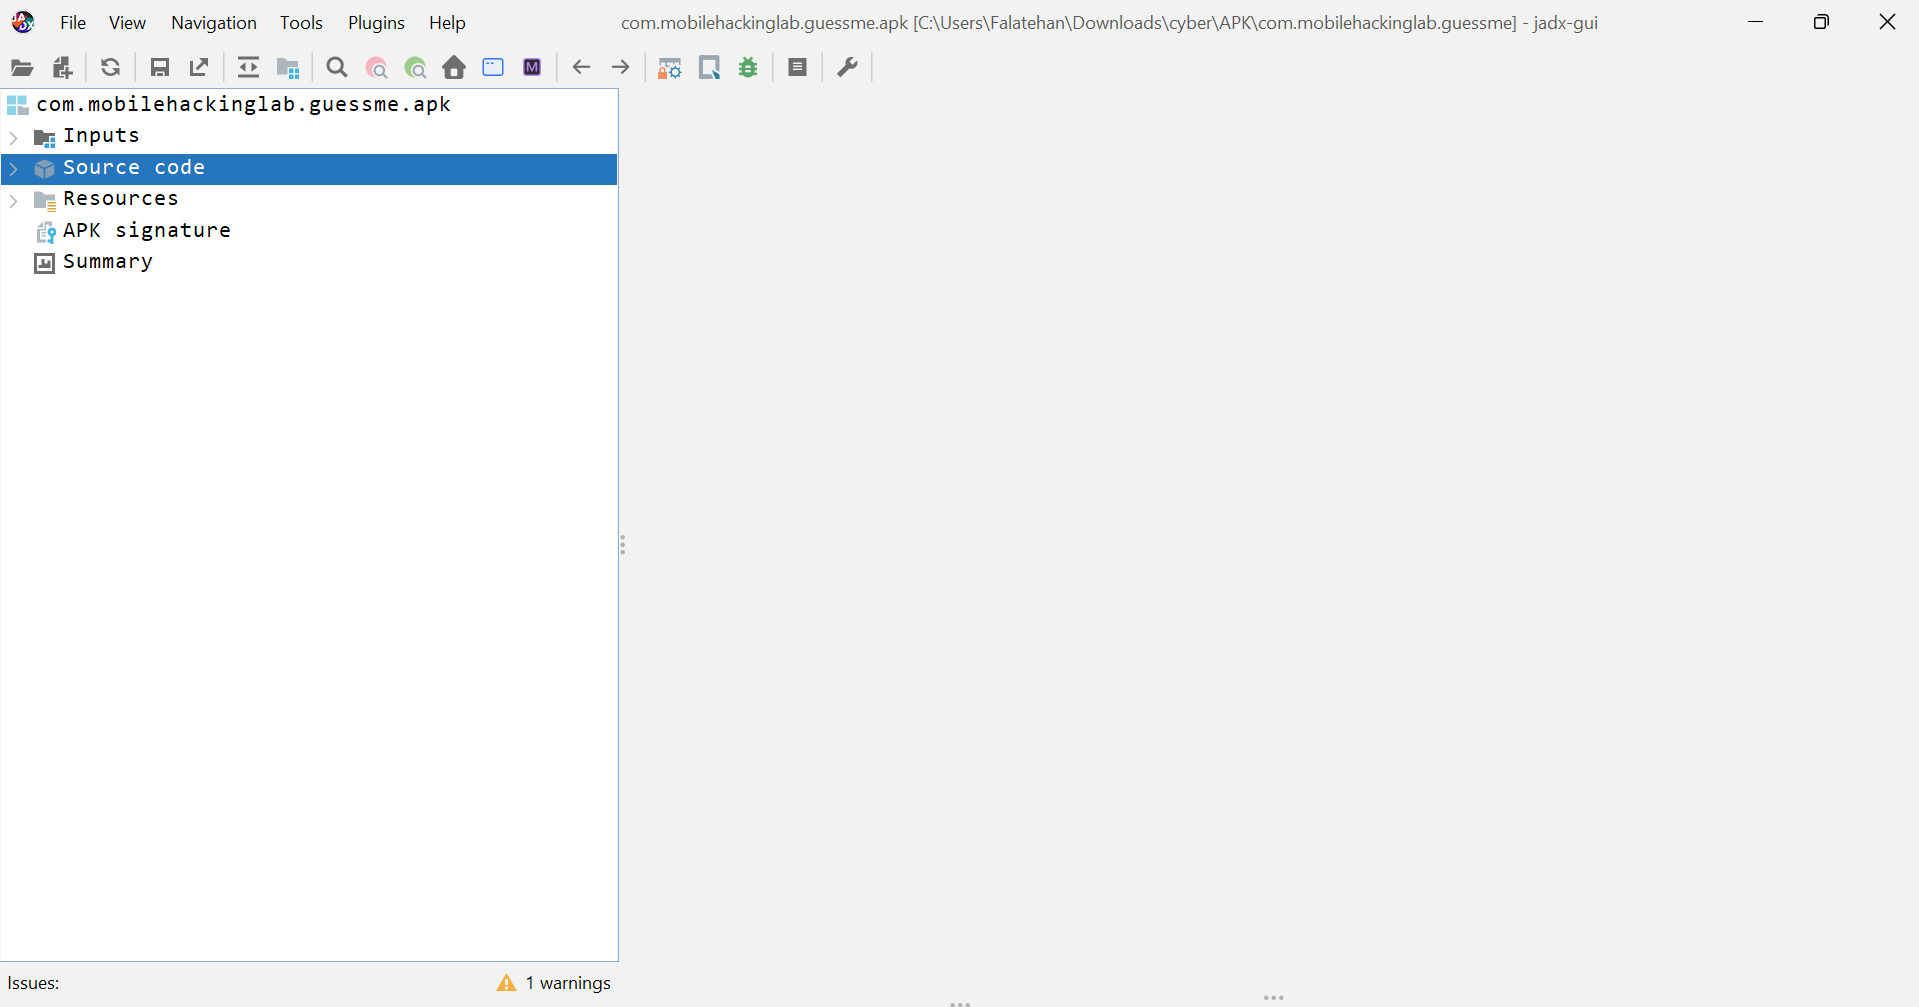 File View Navigation Tools Plugins Help com.mobilehackinglab.guessme.apk [C:\Users\Falatehan\Downloads\cyber\APK\com.mobilehackinglab.guessme] - jadx-gui
M
com.mobilehackinglab.guessme.apk
Inputs
Source code
Resources
APK signature
Summary
Issues: 1 warnings